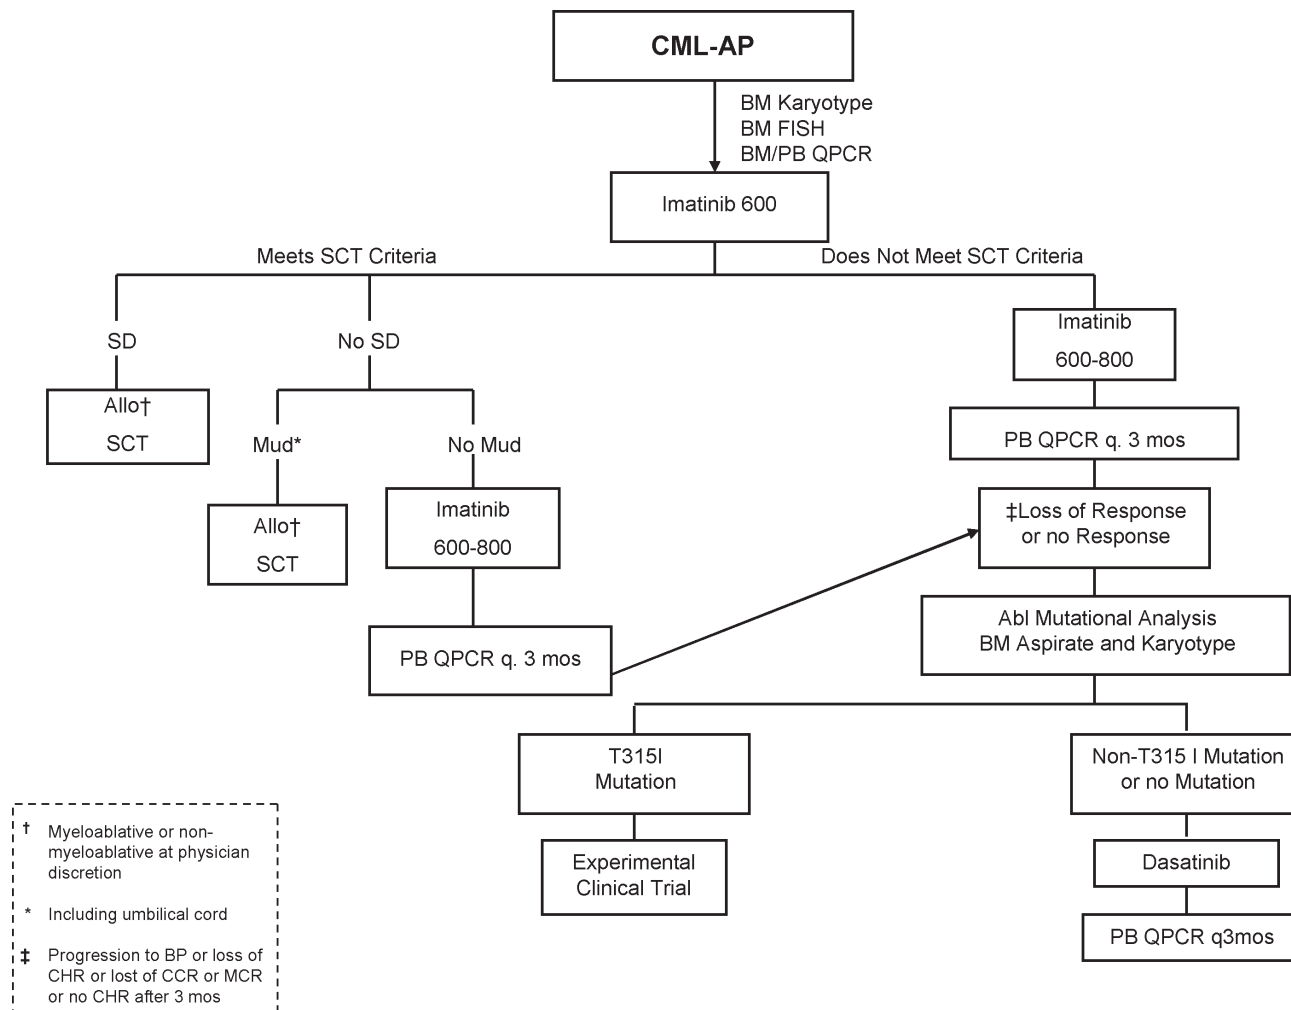 CML-AP
BM Karyotype
BM FISH
BM/PB QPCR
Imatinib 600
Meets SCT Criteria
Does Not Meet SCT Criteria
SD
No SD
Imatinib
600-800
Allo†
SCT
Mud*
No Mud
PB QPCR q. 3 mos
Allo†
SCT
Imatinib
600-800
‡Loss of Response
or no Response
PB QPCR q. 3 mos
Abl Mutational Analysis
BM Aspirate and Karyotype
T315I
Mutation
Non-T315 I Mutation
or no Mutation
Experimental
Clinical Trial
Dasatinib
PB QPCR q3mos
† Myeloablative or non-
myeloablative at physician
discretion
* Including umbilical cord
‡ Progression to BP or loss of
CHR or lost of CCR or MCR
or no CHR after 3 mos